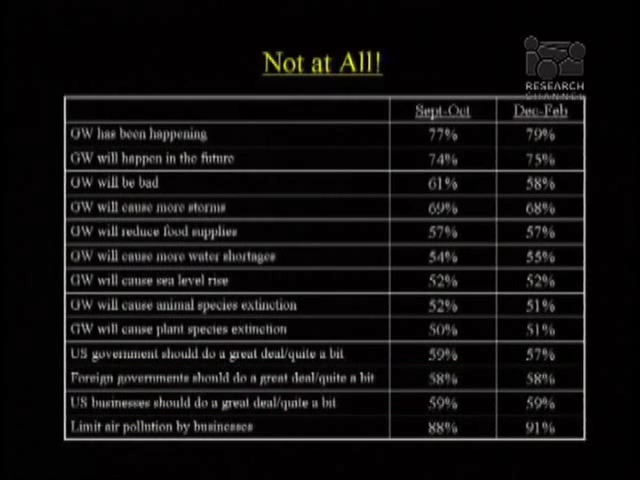 Not at All!
RESEARCH
CHANNEL
Sept-Oct Dec-Feb
GW has been happening 77% 79%
GW will happen in the future 74% 75%
GW will be bad 61% 58%
GW will cause more storms 69% 68%
GW will reduce food supplies 57% 57%
GW will cause more water shortages 54% 55%
GW will cause sea level rise 52% 52%
GW will cause animal species extinction 52% 51%
GW will cause plant species extinction 50% 51%
US government should do a great deal/quite a bit 59% 57%
Foreign governments should do a great deal/quite a bit 58% 58%
US businesses should do a great deal/quite a bit 59% 59%
Limit air pollution by businesses 88% 91%